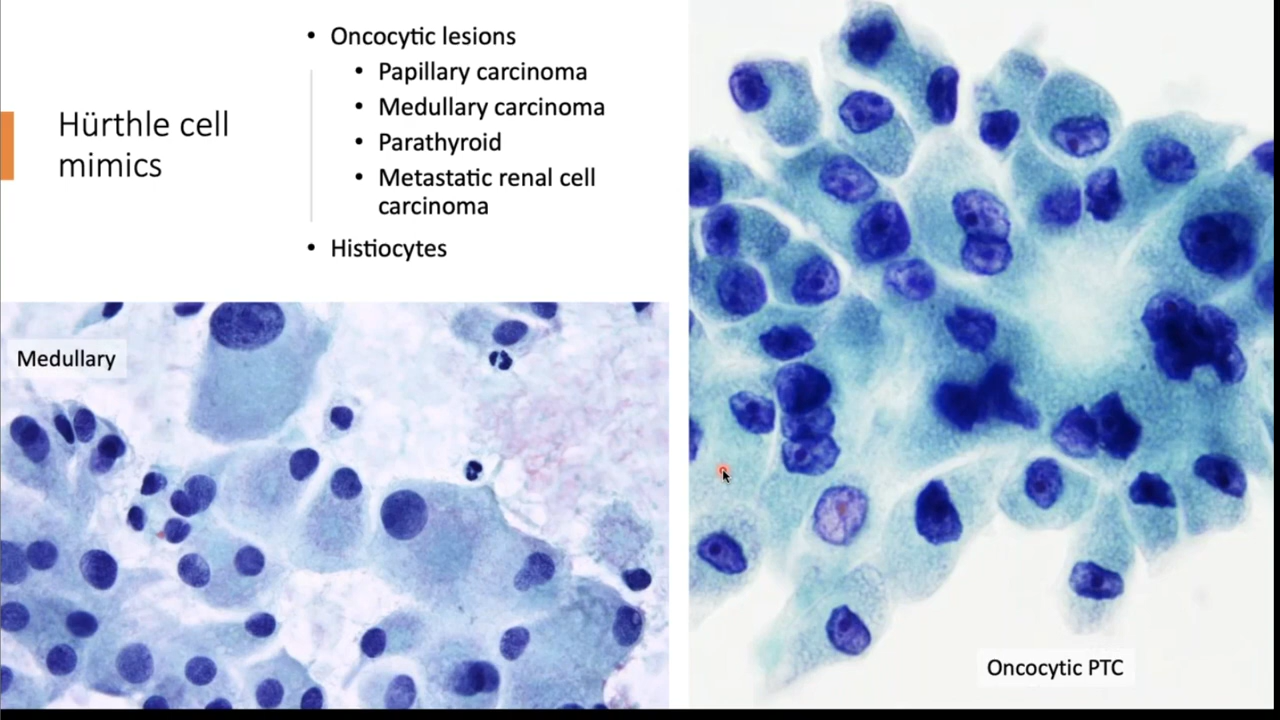 Hürthle cell
mimics
• Oncocytic lesions
• Papillary carcinoma
• Medullary carcinoma
• Parathyroid
• Metastatic renal cell
carcinoma
• Histiocytes
Medullary
Oncocytic PTC